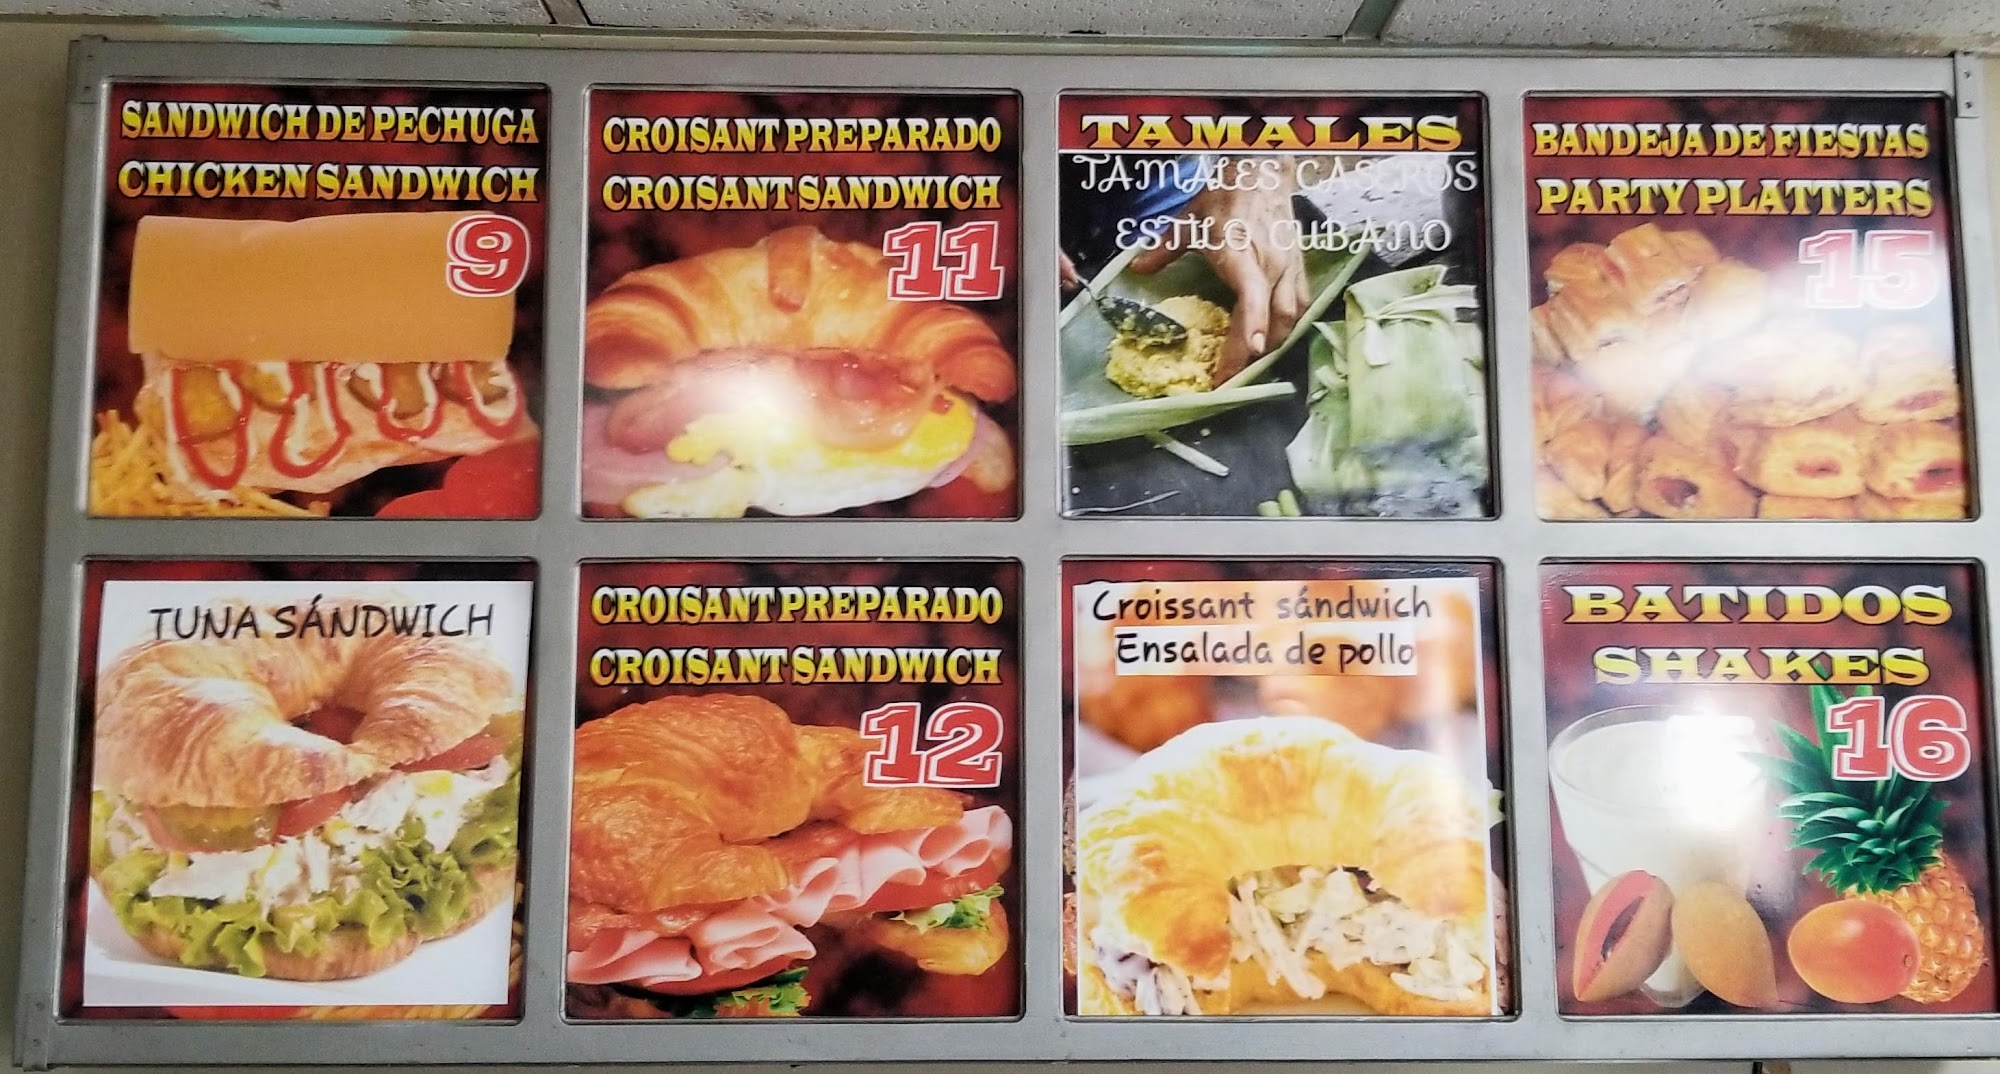 SANDWICH DE PECHUGA
CHICKEN SANDWICH
9
CROISANT PREPARADO
CROISANT SANDWICH
11
TAMALES
TAMALES CASEROS
ESTILO CUBANO
BANDEJA DE FIESTAS
PARTY PLATTERS
15
TUNA SÁNDWICH
CROISANT PREPARADO
CROISANT SANDWICH
12
Croissant sándwich
Ensalada de pollo
BATIDOS
SHAKES
16